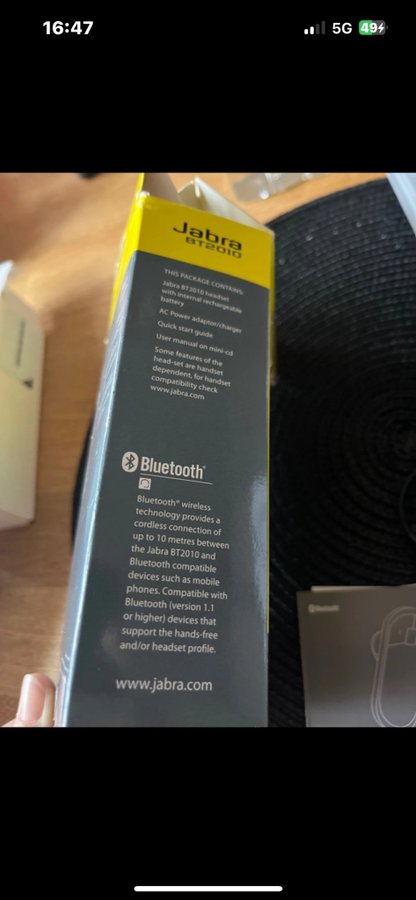 16:47
5G 49
Jabra
BT2010
THIS PACKAGE CONTAINS:
Jabra BT2010 headset
with internal rechargeable
battery
AC Power adaptor/charger
Quick start guide
User manual on mini-cd
Some features of the
head-set are handset
dependent, for handset
compatibility check
www.jabra.com
Bluetooth®
Bluetooth® wireless
technology provides a
cordless connection of
up to 10 metres between
the Jabra BT2010 and
Bluetooth compatible
devices such as mobile
phones. Compatible with
Bluetooth (version 1.1
or higher) devices that
support the hands-free
and/or headset profile.
www.jabra.com
Bluetooth